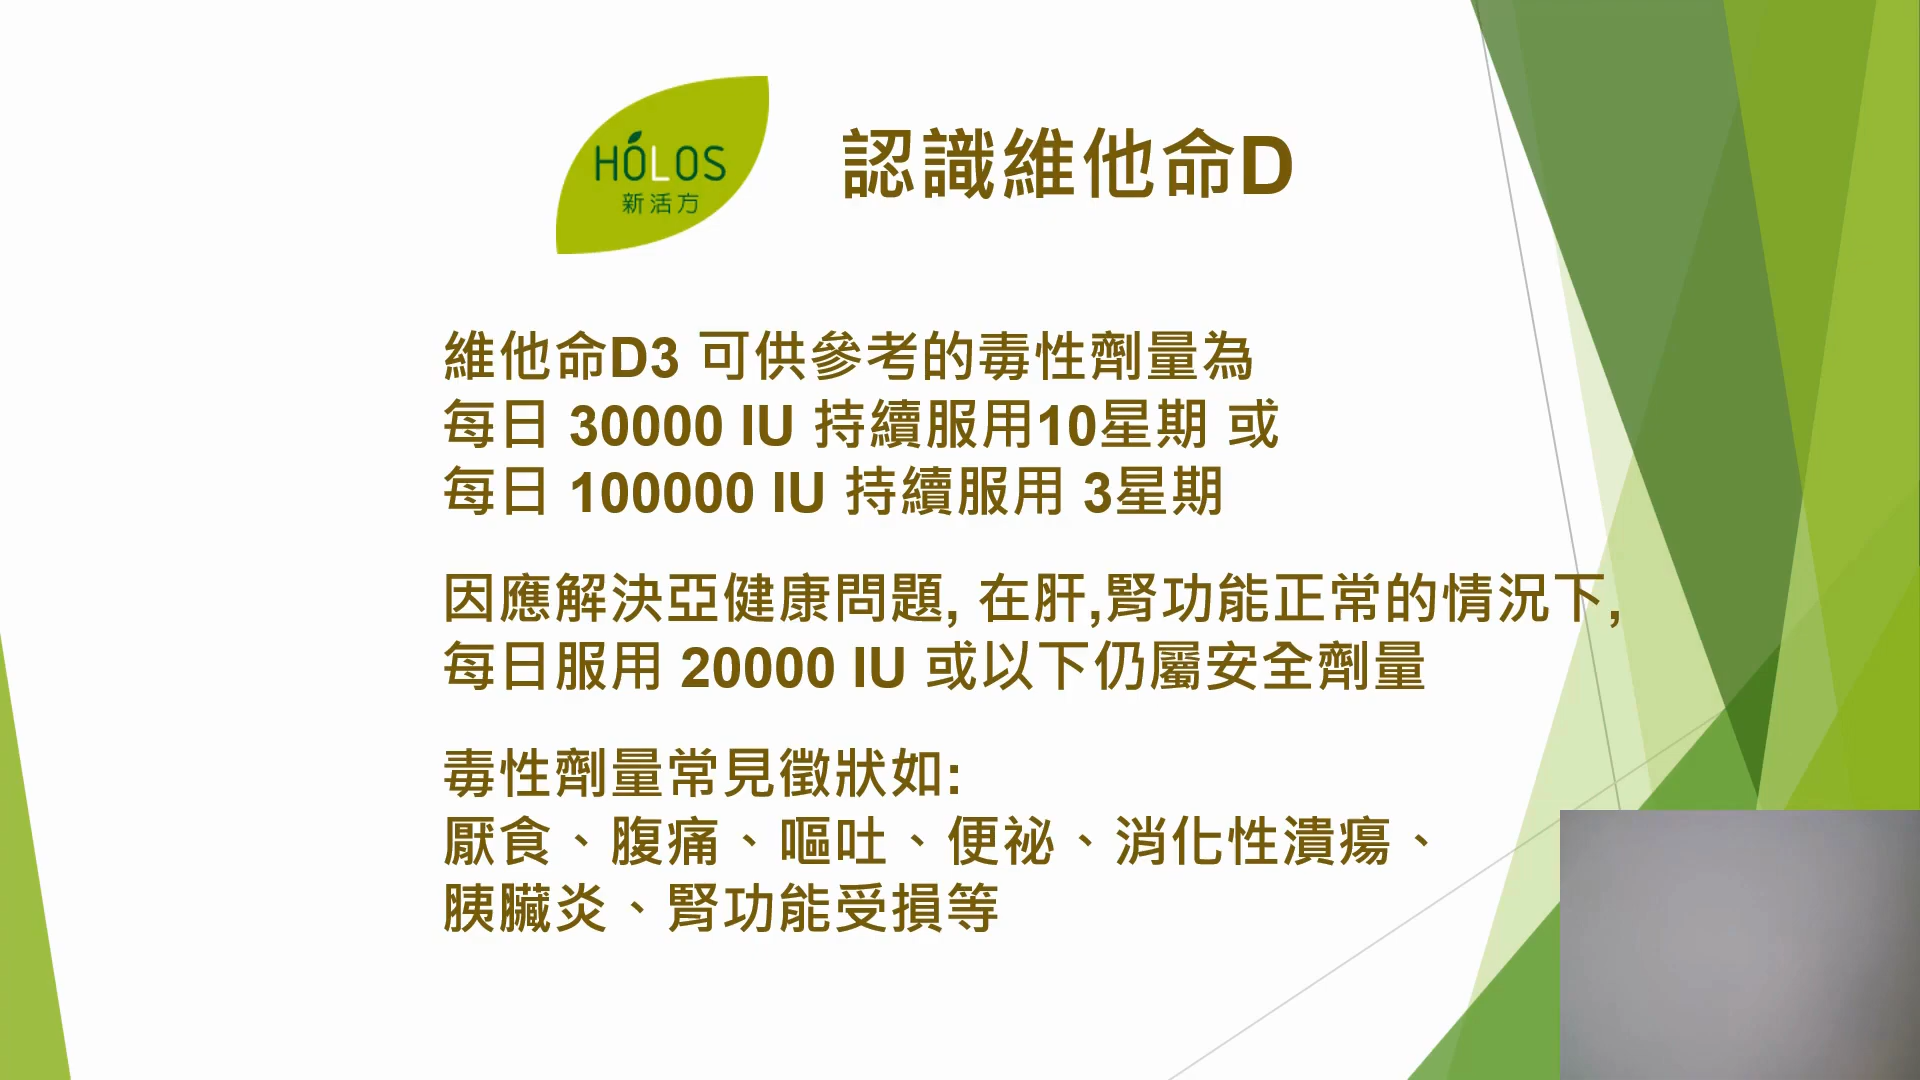 HOLOS
新活方
認識維他命D
維他命D3 可供參考的毒性劑量為
每日 30000 IU 持續服用10星期 或
每日 100000 IU 持續服用 3星期
因應解決亞健康問題, 在肝,腎功能正常的情況下,
每日服用 20000 IU 或以下仍屬安全劑量
毒性劑量常見徵狀如:
厭食、腹痛、嘔吐、便祕、消化性潰瘍、
胰臟炎、腎功能受損等